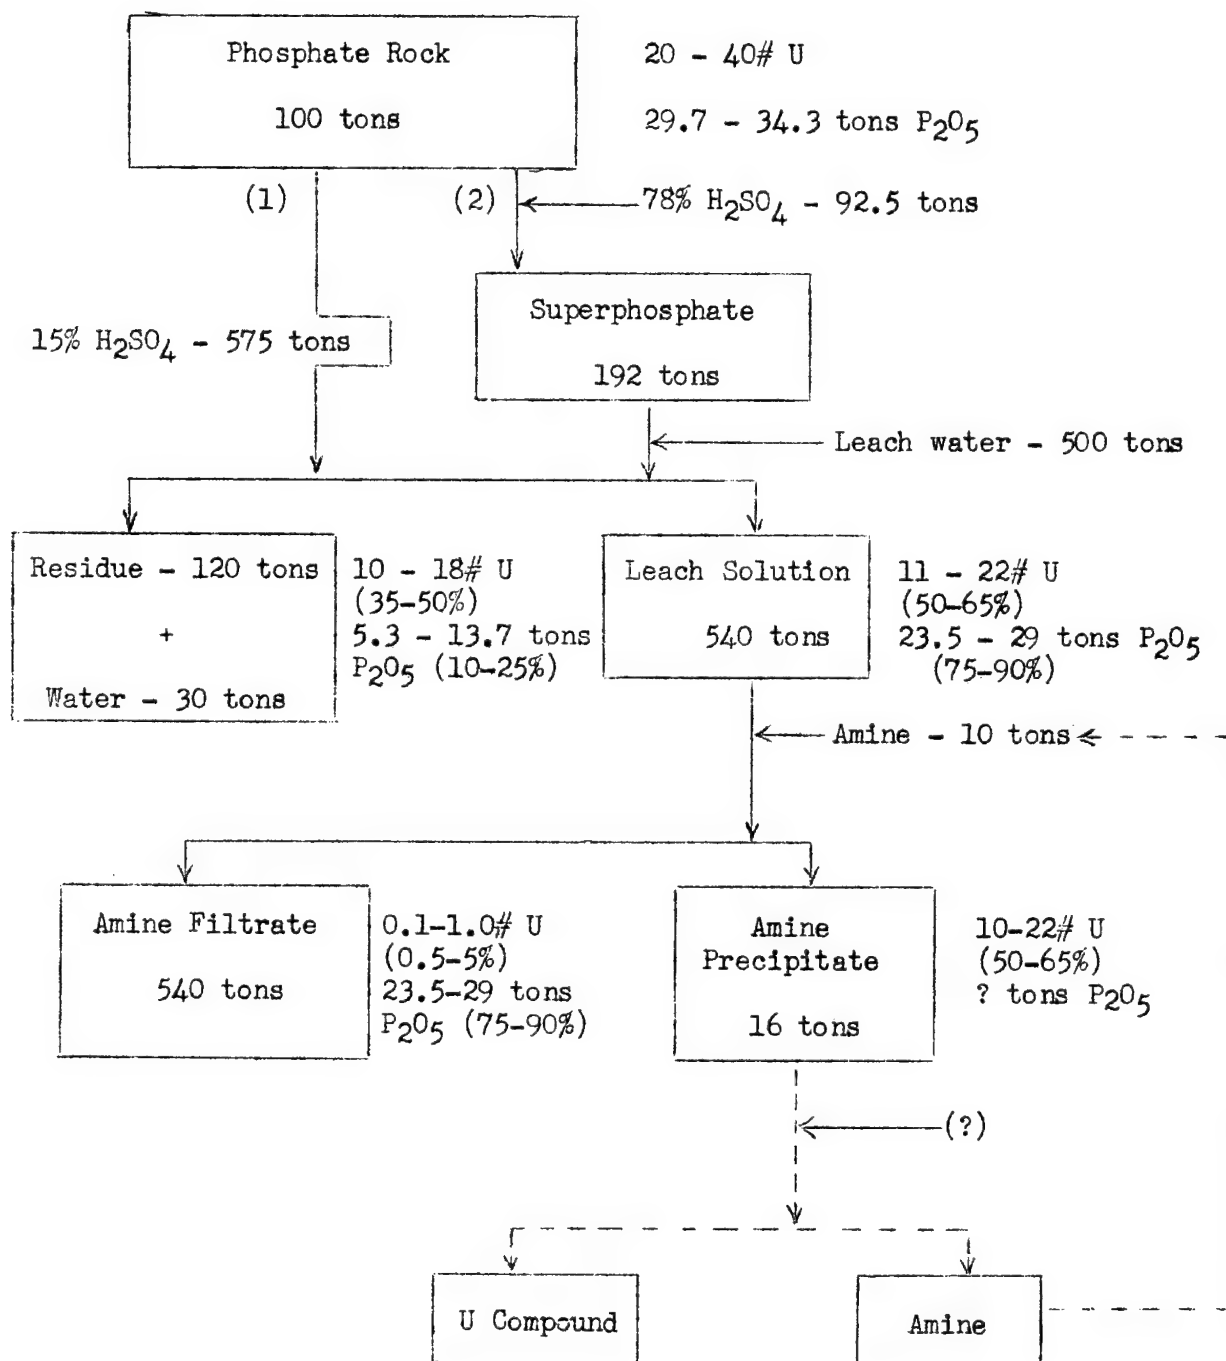 Phosphate Rock
100 tons
20 - 40# U
29.7 - 34.3 tons P2O5
(1)
(2)
78% H2SO4 - 92.5 tons
Superphosphate
192 tons
15% H2SO4 - 575 tons
Leach water - 500 tons
Residue - 120 tons
+
Water - 30 tons
10 - 18# U
(35-50%)
5.3 - 13.7 tons
P2O5 (10-25%)
Leach Solution
540 tons
11 - 22# U
(50-65%)
23.5 - 29 tons P2O5
(75-90%)
Amine - 10 tons
Amine Filtrate
540 tons
0.1-1.0# U
(0.5-5%)
23.5-29 tons
P2O5 (75-90%)
Amine
Precipitate
16 tons
10-22# U
(50-65%)
? tons P2O5
(?)
U Compound
Amine